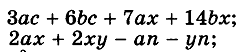 3ac + 6bc + 7ax + 14bx;
2ax + 2xy − an − yn;